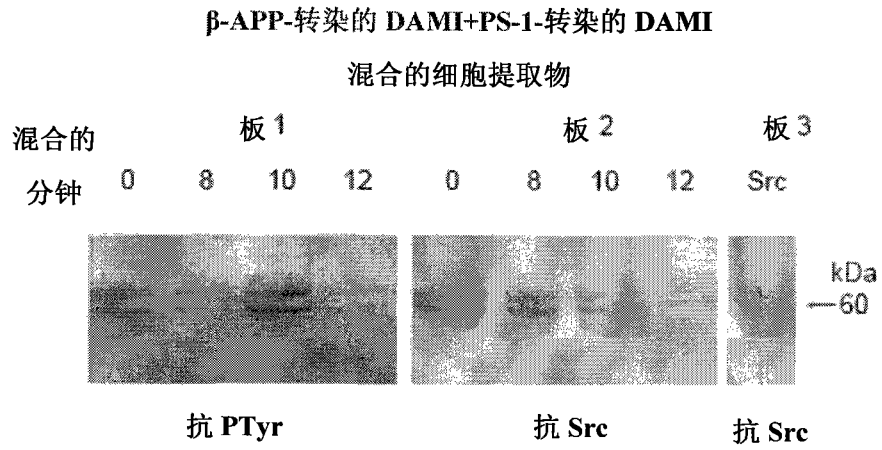 β-APP-转染的 DAMI+PS-1-转染的 DAMI
混合的细胞提取物
混合的 板 1 板 2 板 3
分钟 0 8 10 12 0 8 10 12 Src
kDa
←60
抗 PTyr 抗 Src 抗 Src